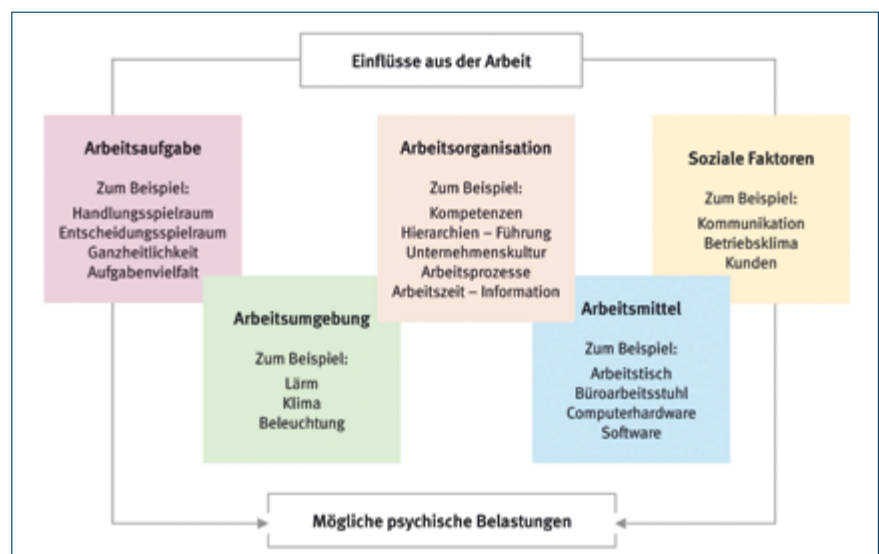 Einflüsse aus der Arbeit
Arbeitsaufgabe
Zum Beispiel:
Handlungsspielraum
Entscheidungsspielraum
Ganzheitlichkeit
Aufgabenvielfalt
Arbeitsorganisation
Zum Beispiel:
Kompetenzen
Hierarchien – Führung
Unternehmenskultur
Arbeitsprozesse
Arbeitszeit – Information
Soziale Faktoren
Zum Beispiel:
Kommunikation
Betriebsklima
Kunden
Arbeitsumgebung
Zum Beispiel:
Lärm
Klima
Beleuchtung
Arbeitsmittel
Zum Beispiel:
Arbeitstisch
Büroarbeitsstuhl
Computerhardware
Software
Mögliche psychische Belastungen